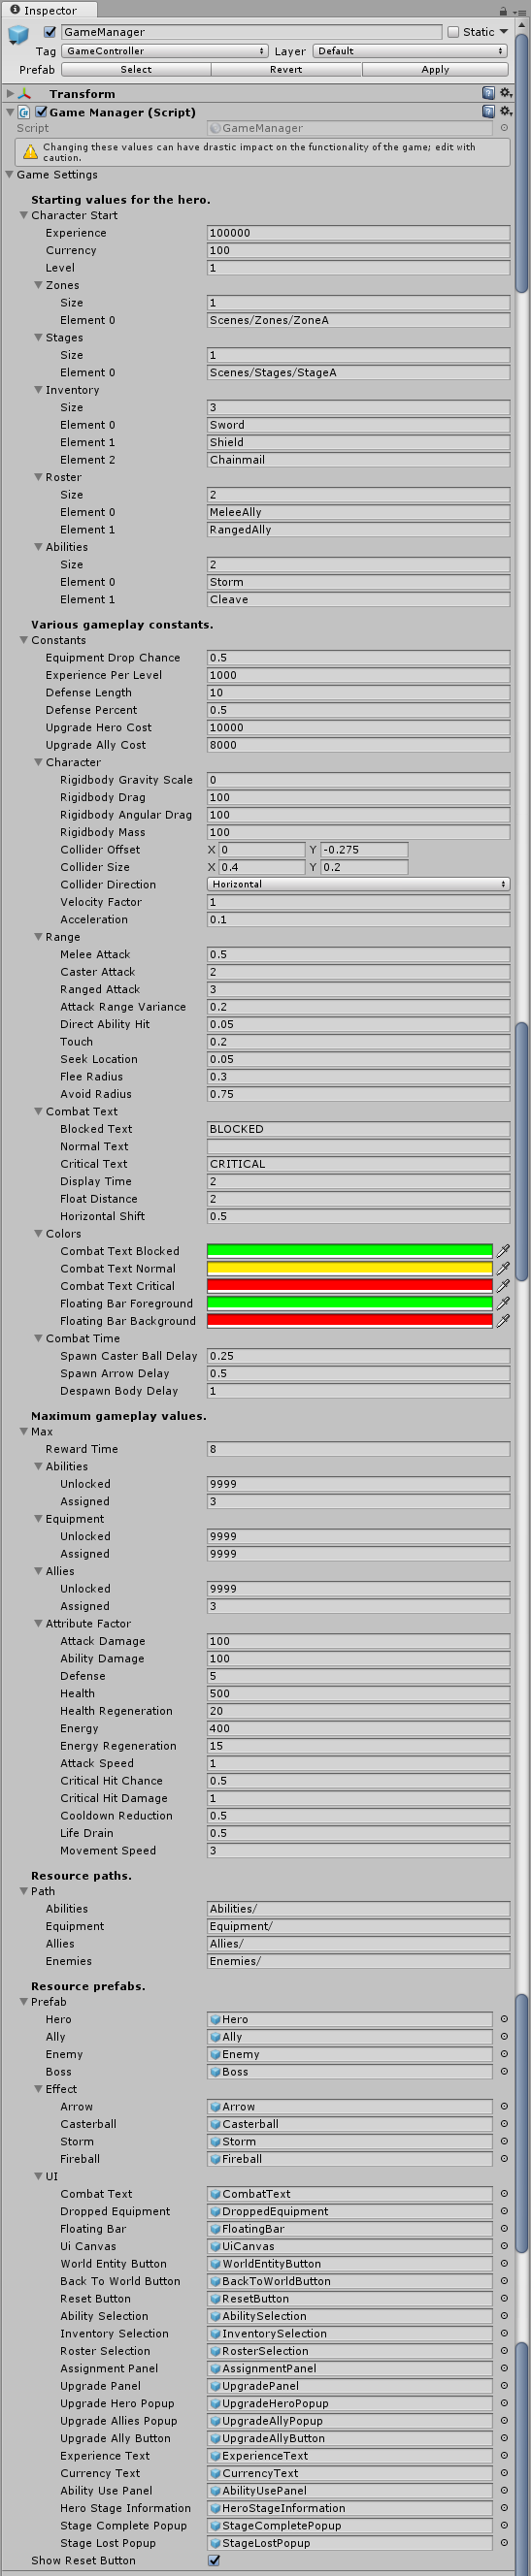 Inspector
GameManager Static
Tag GameController Layer Default
Prefab Select Revert Apply
Transform
Game Manager (Script)
Script GameManager
Changing these values can have drastic impact on the functionality of the game; edit with
caution.
Game Settings
Starting values for the hero.
Character Start
Experience 100000
Currency 100
Level 1
Zones
Size 1
Element 0 Scenes/Zones/ZoneA
Stages
Size 1
Element 0 Scenes/Stages/StageA
Inventory
Size 3
Element 0 Sword
Element 1 Shield
Element 2 Chainmail
Roster
Size 2
Element 0 MeleeAlly
Element 1 RangedAlly
Abilities
Size 2
Element 0 Storm
Element 1 Cleave
Various gameplay constants.
Constants
Equipment Drop Chance 0.5
Experience Per Level 1000
Defense Length 10
Defense Percent 0.5
Upgrade Hero Cost 10000
Upgrade Ally Cost 8000
Character
Rigidbody Gravity Scale 0
Rigidbody Drag 100
Rigidbody Angular Drag 100
Rigidbody Mass 100
Collider Offset X 0 Y -0.275
Collider Size X 0.4 Y 0.2
Collider Direction Horizontal
Velocity Factor 1
Acceleration 0.1
Range
Melee Attack 0.5
Caster Attack 2
Ranged Attack 3
Attack Range Variance 0.2
Direct Ability Hit 0.05
Touch 0.2
Seek Location 0.05
Flee Radius 0.3
Avoid Radius 0.75
Combat Text
Blocked Text BLOCKED
Normal Text
Critical Text CRITICAL
Display Time 2
Float Distance 2
Horizontal Shift 0.5
Colors
Combat Text Blocked
Combat Text Normal
Combat Text Critical
Floating Bar Foreground
Floating Bar Background
Combat Time
Spawn Caster Ball Delay 0.25
Spawn Arrow Delay 0.5
Despawn Body Delay 1
Maximum gameplay values.
Max
Reward Time 8
Abilities
Unlocked 9999
Assigned 3
Equipment
Unlocked 9999
Assigned 9999
Allies
Unlocked 9999
Assigned 3
Attribute Factor
Attack Damage 100
Ability Damage 100
Defense 5
Health 500
Health Regeneration 20
Energy 400
Energy Regeneration 15
Attack Speed 1
Critical Hit Chance 0.5
Critical Hit Damage 1
Cooldown Reduction 0.5
Life Drain 0.5
Movement Speed 3
Resource paths.
Path
Abilities Abilities/
Equipment Equipment/
Allies Allies/
Enemies Enemies/
Resource prefabs.
Prefab
Hero Hero
Ally Ally
Enemy Enemy
Boss Boss
Effect
Arrow Arrow
Casterball Casterball
Storm Storm
Fireball Fireball
UI
Combat Text CombatText
Dropped Equipment DroppedEquipment
Floating Bar FloatingBar
Ui Canvas UiCanvas
World Entity Button WorldEntityButton
Back To World Button BackToWorldButton
Reset Button ResetButton
Ability Selection AbilitySelection
Inventory Selection InventorySelection
Roster Selection RosterSelection
Assignment Panel AssignmentPanel
Upgrade Panel UpgradePanel
Upgrade Hero Popup UpgradeHeroPopup
Upgrade Allies Popup UpgradeAllyPopup
Upgrade Ally Button UpgradeAllyButton
Experience Text ExperienceText
Currency Text CurrencyText
Ability Use Panel AbilityUsePanel
Hero Stage Information HeroStageInformation
Stage Complete Popup StageCompletePopup
Stage Lost Popup StageLostPopup
Show Reset Button